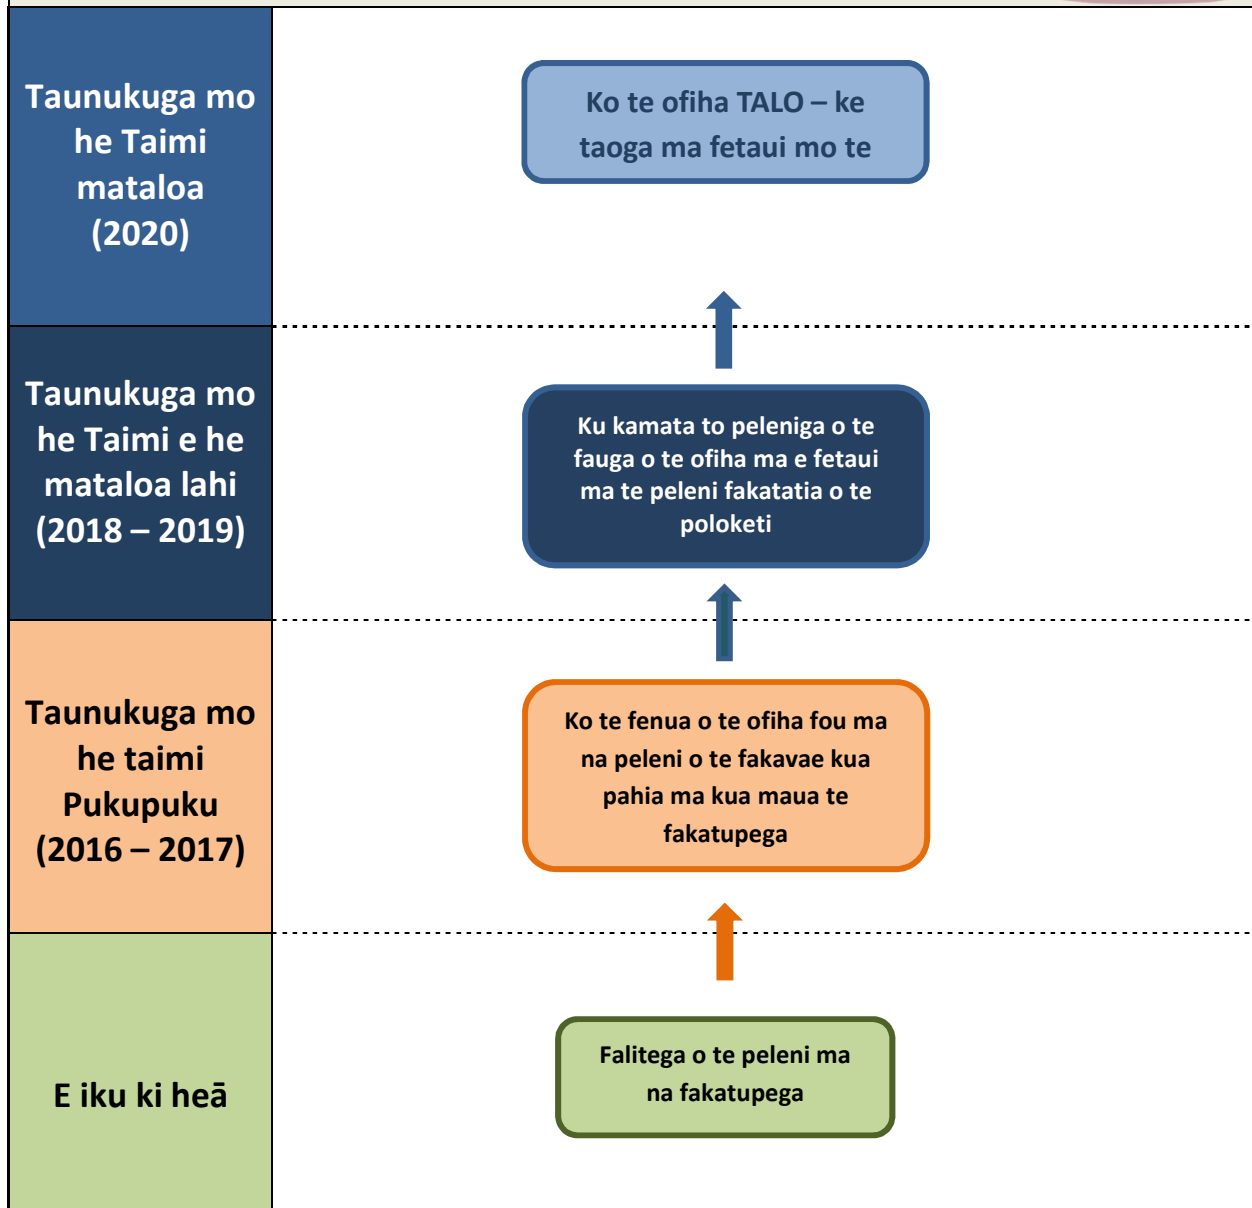 Taunukuga mo
he Taimi
mataloa
(2020)
Ko te ofiha TALO – ke
taoga ma fetaui mo te
Taunukuga mo
he Taimi e he
mataloa lahi
(2018 – 2019)
Ku kamata to peleniga o te
fauga o te ofiha ma e fetaui
ma te peleni fakatatia o te
poloketi
Taunukuga mo
he taimi
Pukupuku
(2016 – 2017)
Ko te fenua o te ofiha fou ma
na peleni o te fakavae kua
pahia ma kua maua te
fakatupega
E iku ki heā
Falitega o te peleni ma
na fakatupega